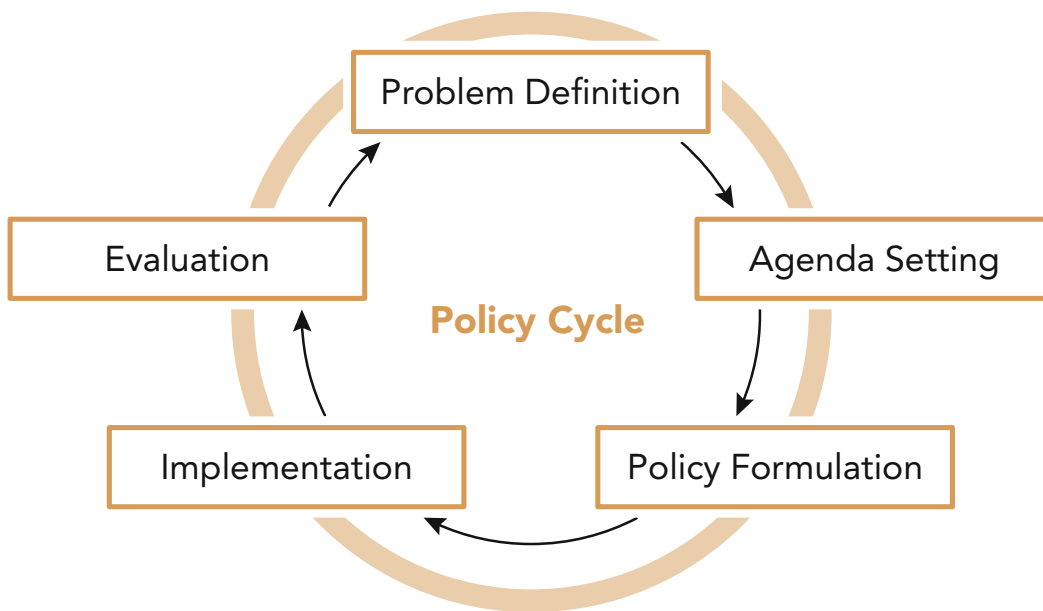 Problem Definition
Agenda Setting
Policy Formulation
Implementation
Evaluation
Policy Cycle